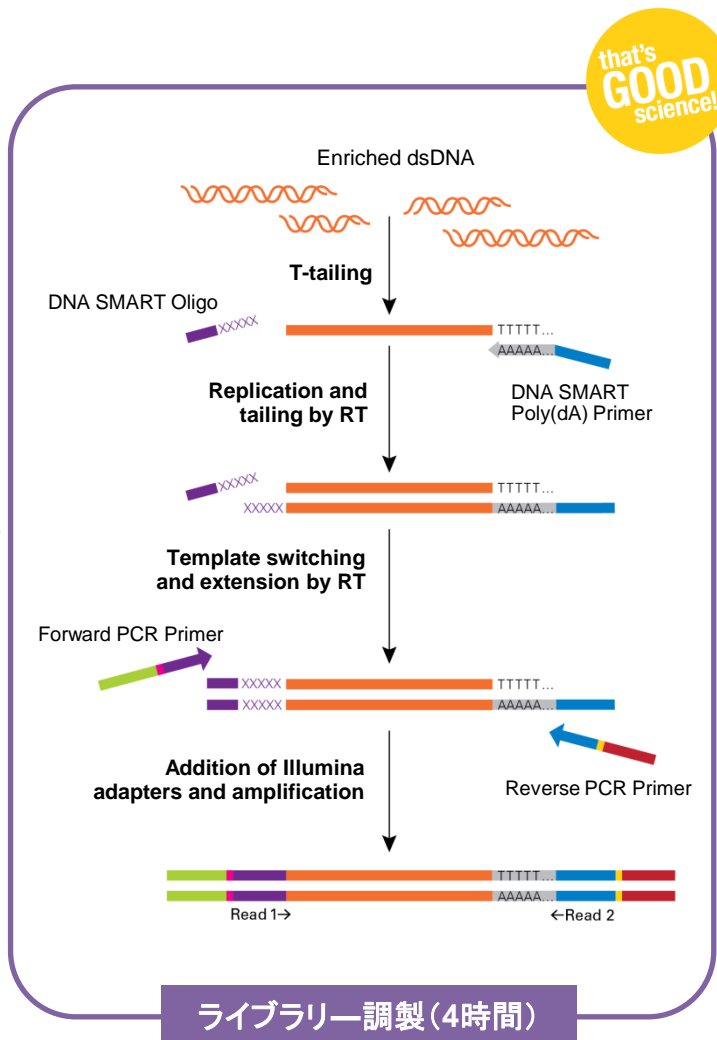 that's
GOOD
science!
Enriched dsDNA
T-tailing
DNA SMART Oligo
XXXXX
TTTTT...
AAAAA...
Replication and
tailing by RT
DNA SMART
Poly(dA) Primer
XXXXX
TTTTT...
XXXXX
AAAAA...
Template switching
and extension by RT
Forward PCR Primer
XXXXX
TTTTT...
XXXXX
AAAAA...
Addition of Illumina
adapters and amplification
Reverse PCR Primer
TTTTT...
AAAAA...
Read 1→
←Read 2
ライブラリー調製(4時間)